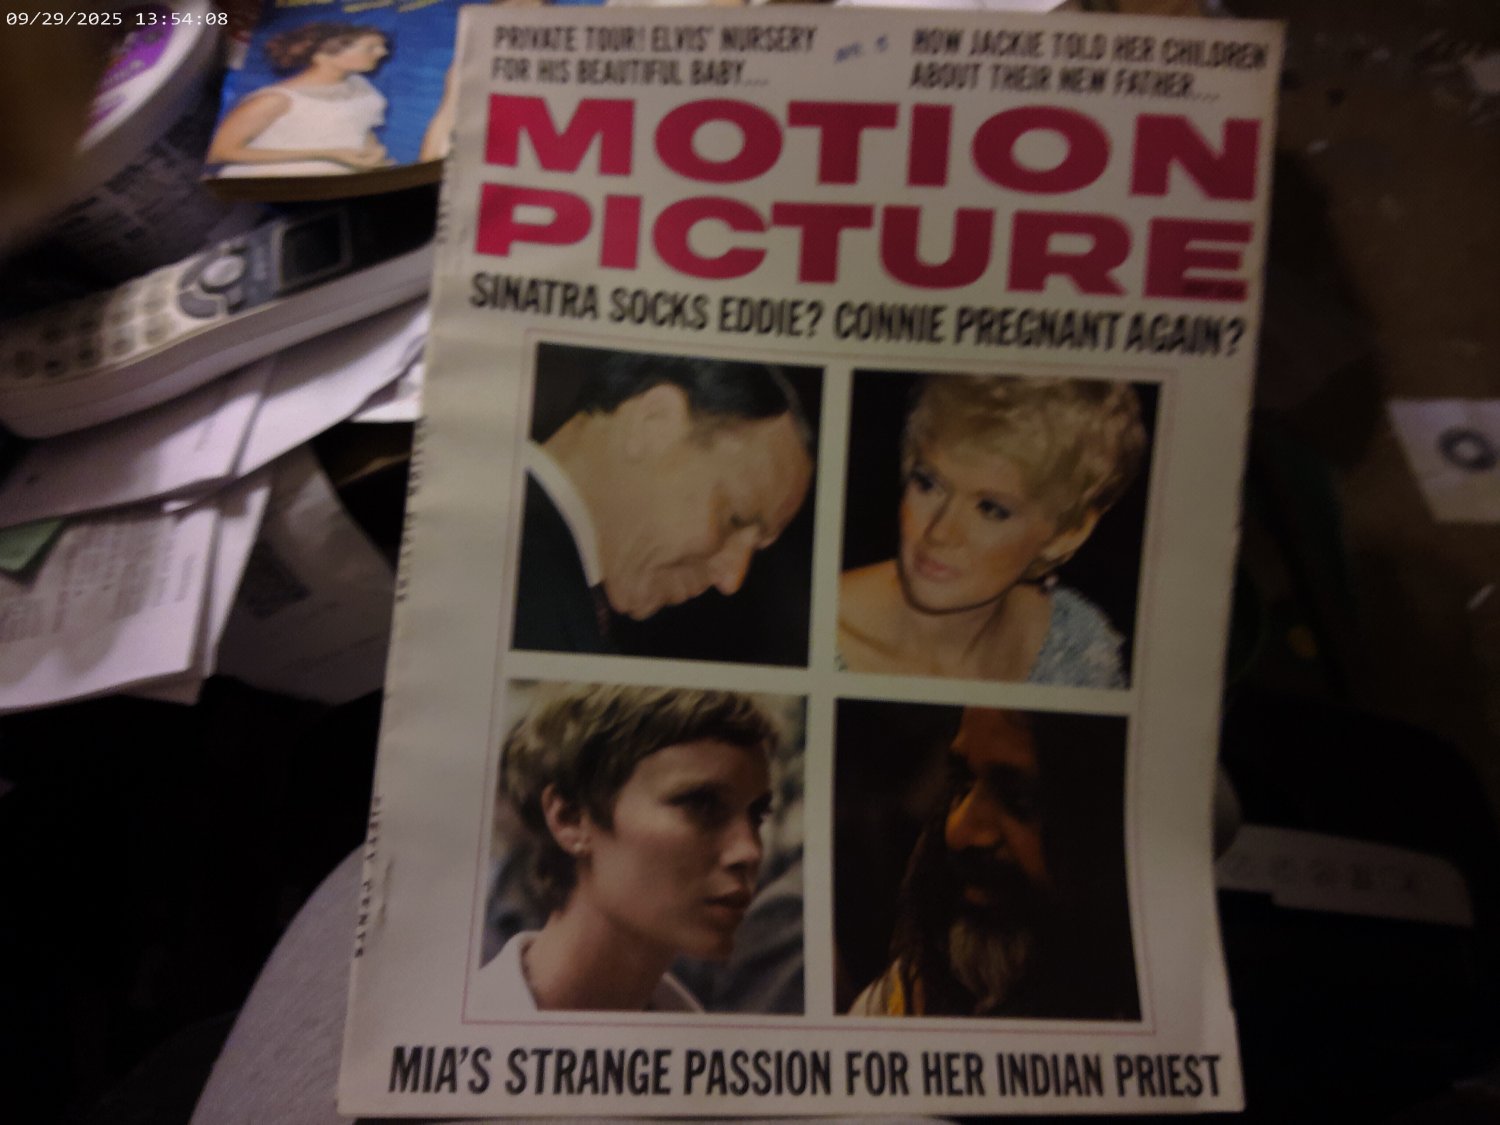 09/29/2025 13:54:08
PRIVATE TOUR! ELVIS' NURSERY
FOR HIS BEAUTIFUL BABY...
HOW JACKIE TOLD HER CHILDREN
ABOUT THEIR NEW FATHER...
MOTION
PICTURE
SINATRA SOCKS EDDIE? CONNIE PREGNANT AGAIN?
MIA'S STRANGE PASSION FOR HER INDIAN PRIEST
FIFTY CENTS